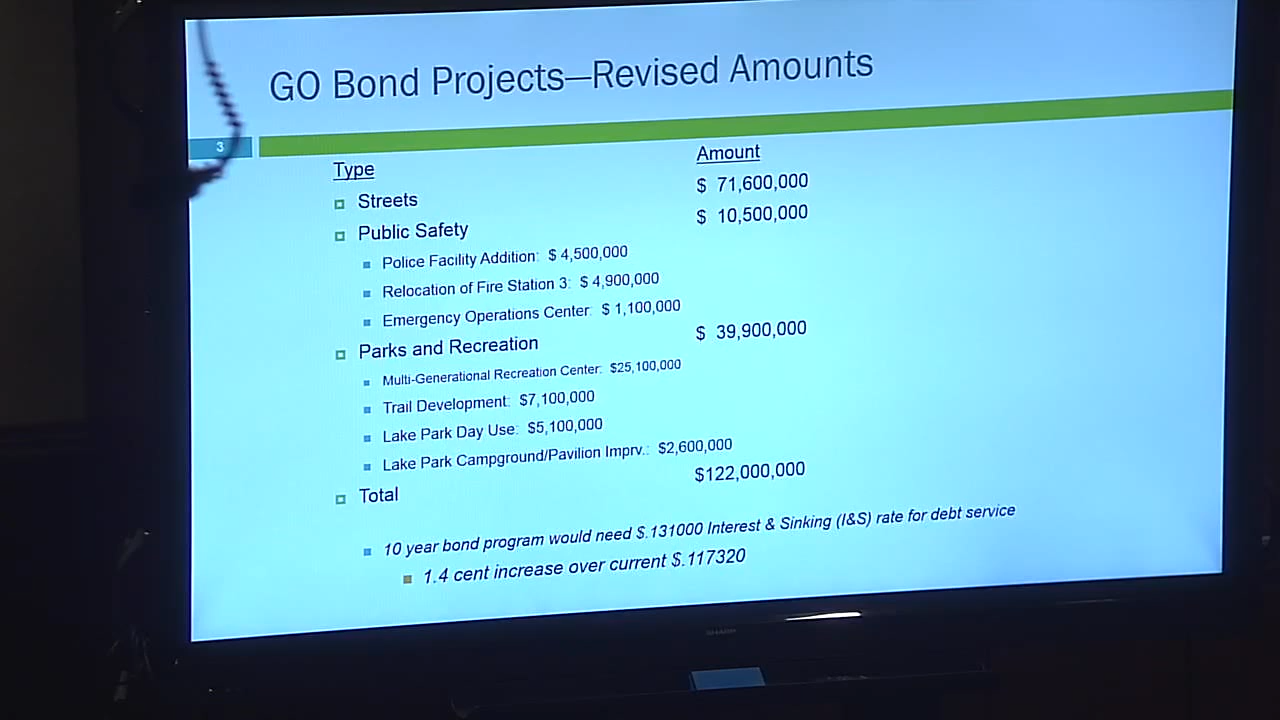 GO Bond Projects—Revised Amounts
3
Type Amount
Streets $ 71,600,000
Public Safety $ 10,500,000
Police Facility Addition: $ 4,500,000
Relocation of Fire Station 3: $ 4,900,000
Emergency Operations Center: $ 1,100,000
Parks and Recreation $ 39,900,000
Multi-Generational Recreation Center: $25,100,000
Trail Development: $7,100,000
Lake Park Day Use: $5,100,000
Lake Park Campground/Pavilion Imprv.: $2,600,000
Total $122,000,000
10 year bond program would need $.131000 Interest & Sinking (I&S) rate for debt service
1.4 cent increase over current $.117320
SHARP